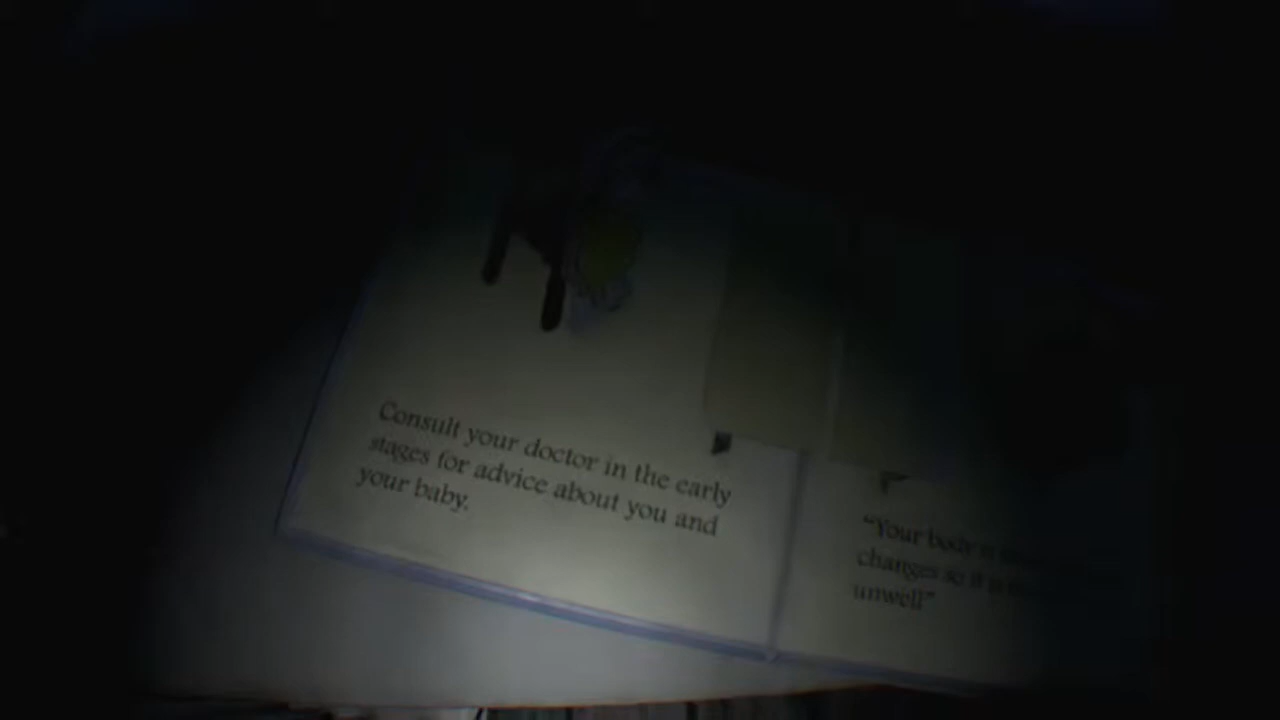 Consult your doctor in the early
stages for advice about you and
your baby.
"Your body
changes so it is
unwell"